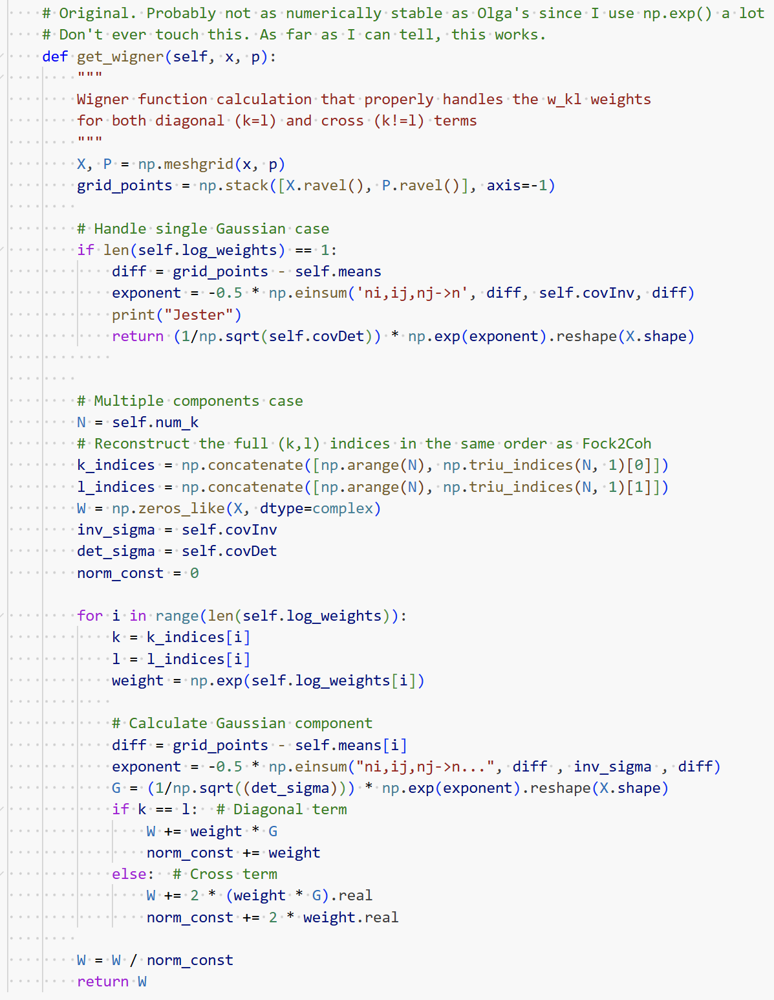 # Original. Probably not as numerically stable as Olga's since I use np.exp() a lot
# Don't ever touch this. As far as I can tell, this works.
def get_wigner(self, x, p):
"""
Wigner function calculation that properly handles the w_kl weights
for both diagonal (k=l) and cross (k!=l) terms
"""
X, P = np.meshgrid(x, p)
grid_points = np.stack([X.ravel(), P.ravel()], axis=-1)
# Handle single Gaussian case
if len(self.log_weights) == 1:
diff = grid_points - self.means
exponent = -0.5 * np.einsum('ni,ij,nj->n', diff, self.covInv, diff)
print("Jester")
return (1/np.sqrt(self.covDet)) * np.exp(exponent).reshape(X.shape)
# Multiple components case
N = self.num_k
# Reconstruct the full (k,l) indices in the same order as Fock2Coh
k_indices = np.concatenate([np.arange(N), np.triu_indices(N, 1)[0]])
l_indices = np.concatenate([np.arange(N), np.triu_indices(N, 1)[1]])
W = np.zeros_like(X, dtype=complex)
inv_sigma = self.covInv
det_sigma = self.covDet
norm_const = 0
for i in range(len(self.log_weights)):
k = k_indices[i]
l = l_indices[i]
weight = np.exp(self.log_weights[i])
# Calculate Gaussian component
diff = grid_points - self.means[i]
exponent = -0.5 * np.einsum("ni,ij,nj->n...", diff , inv_sigma , diff)
G = (1/np.sqrt((det_sigma))) * np.exp(exponent).reshape(X.shape)
if k == l:  # Diagonal term
W += weight * G
norm_const += weight
else:  # Cross term
W += 2 * (weight * G).real
norm_const += 2 * weight.real
W = W / norm_const
return W